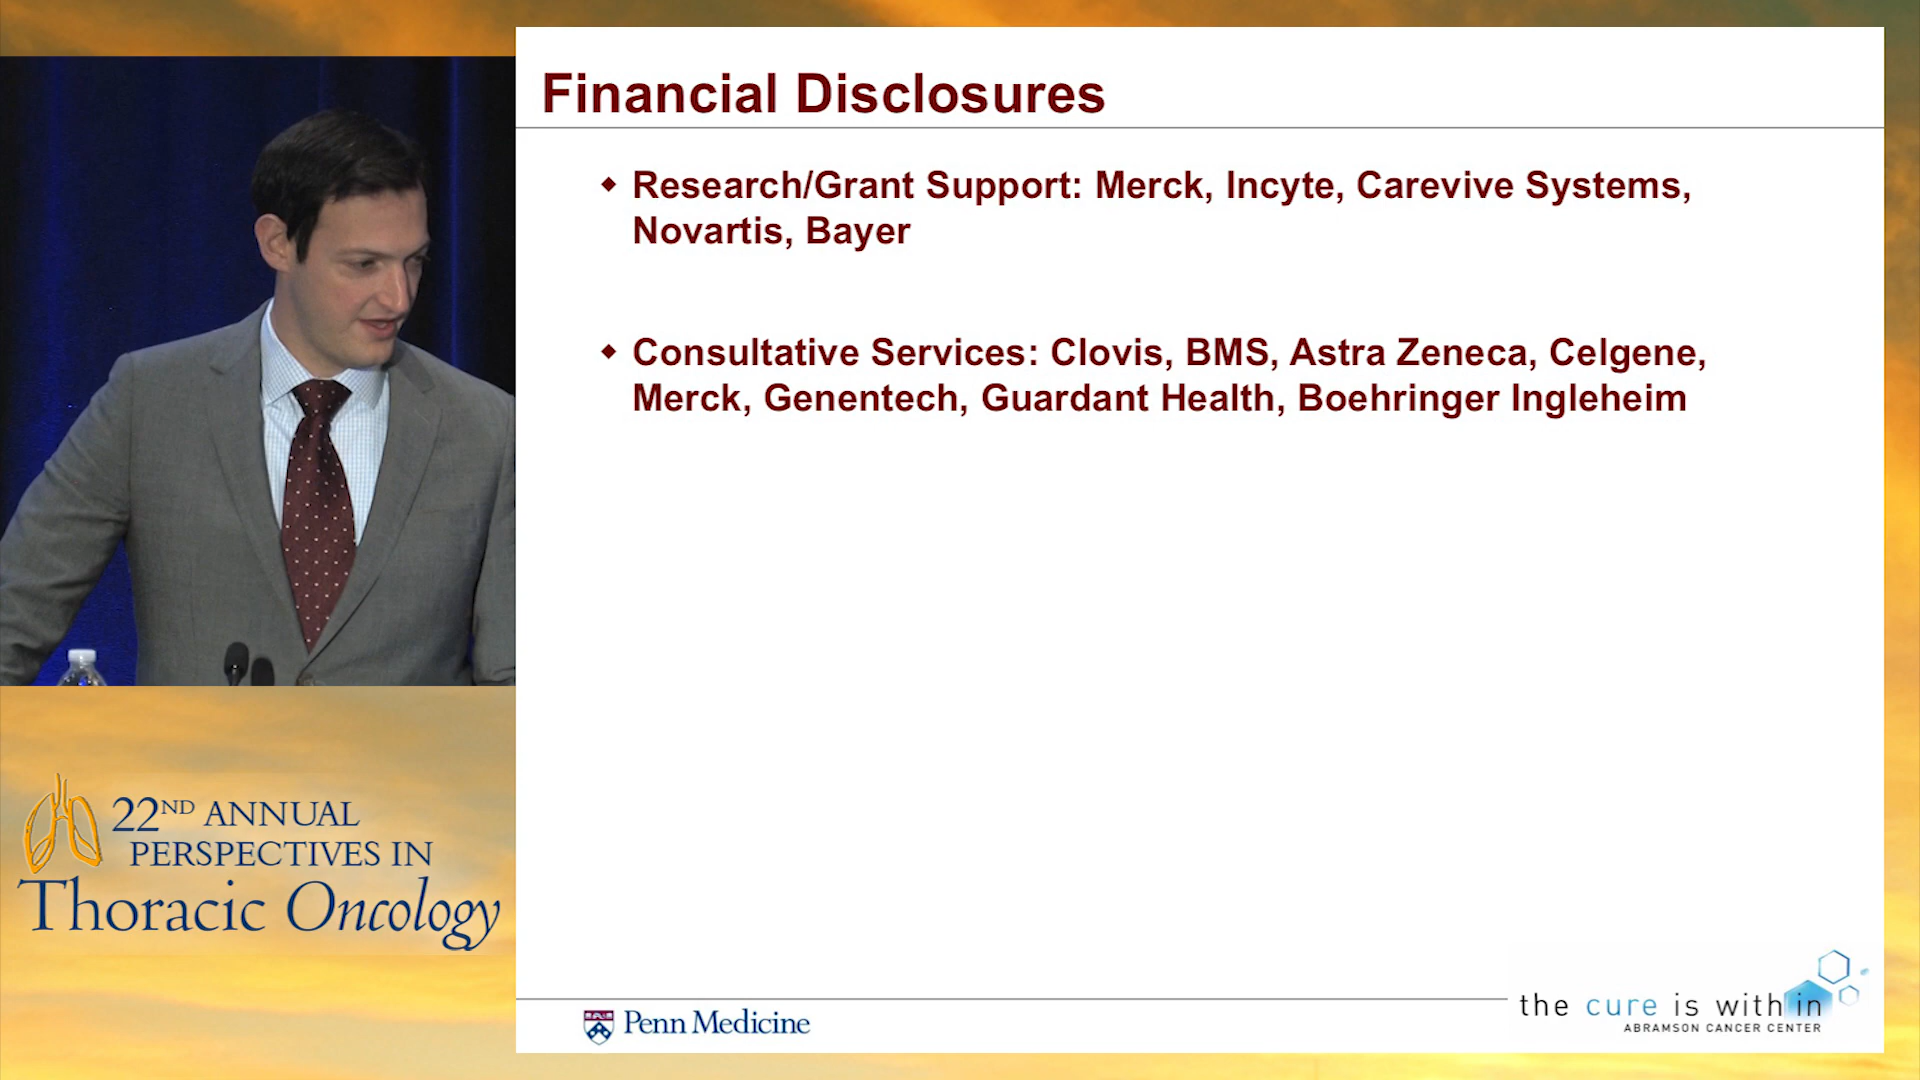 Financial Disclosures
Research/Grant Support: Merck, Incyte, Carevive Systems,
Novartis, Bayer
Consultative Services: Clovis, BMS, Astra Zeneca, Celgene,
Merck, Genentech, Guardant Health, Boehringer Ingleheim
22ND ANNUAL
PERSPECTIVES IN
Thoracic Oncology
Penn Medicine
the cure is within
ABRAMSON CANCER CENTER